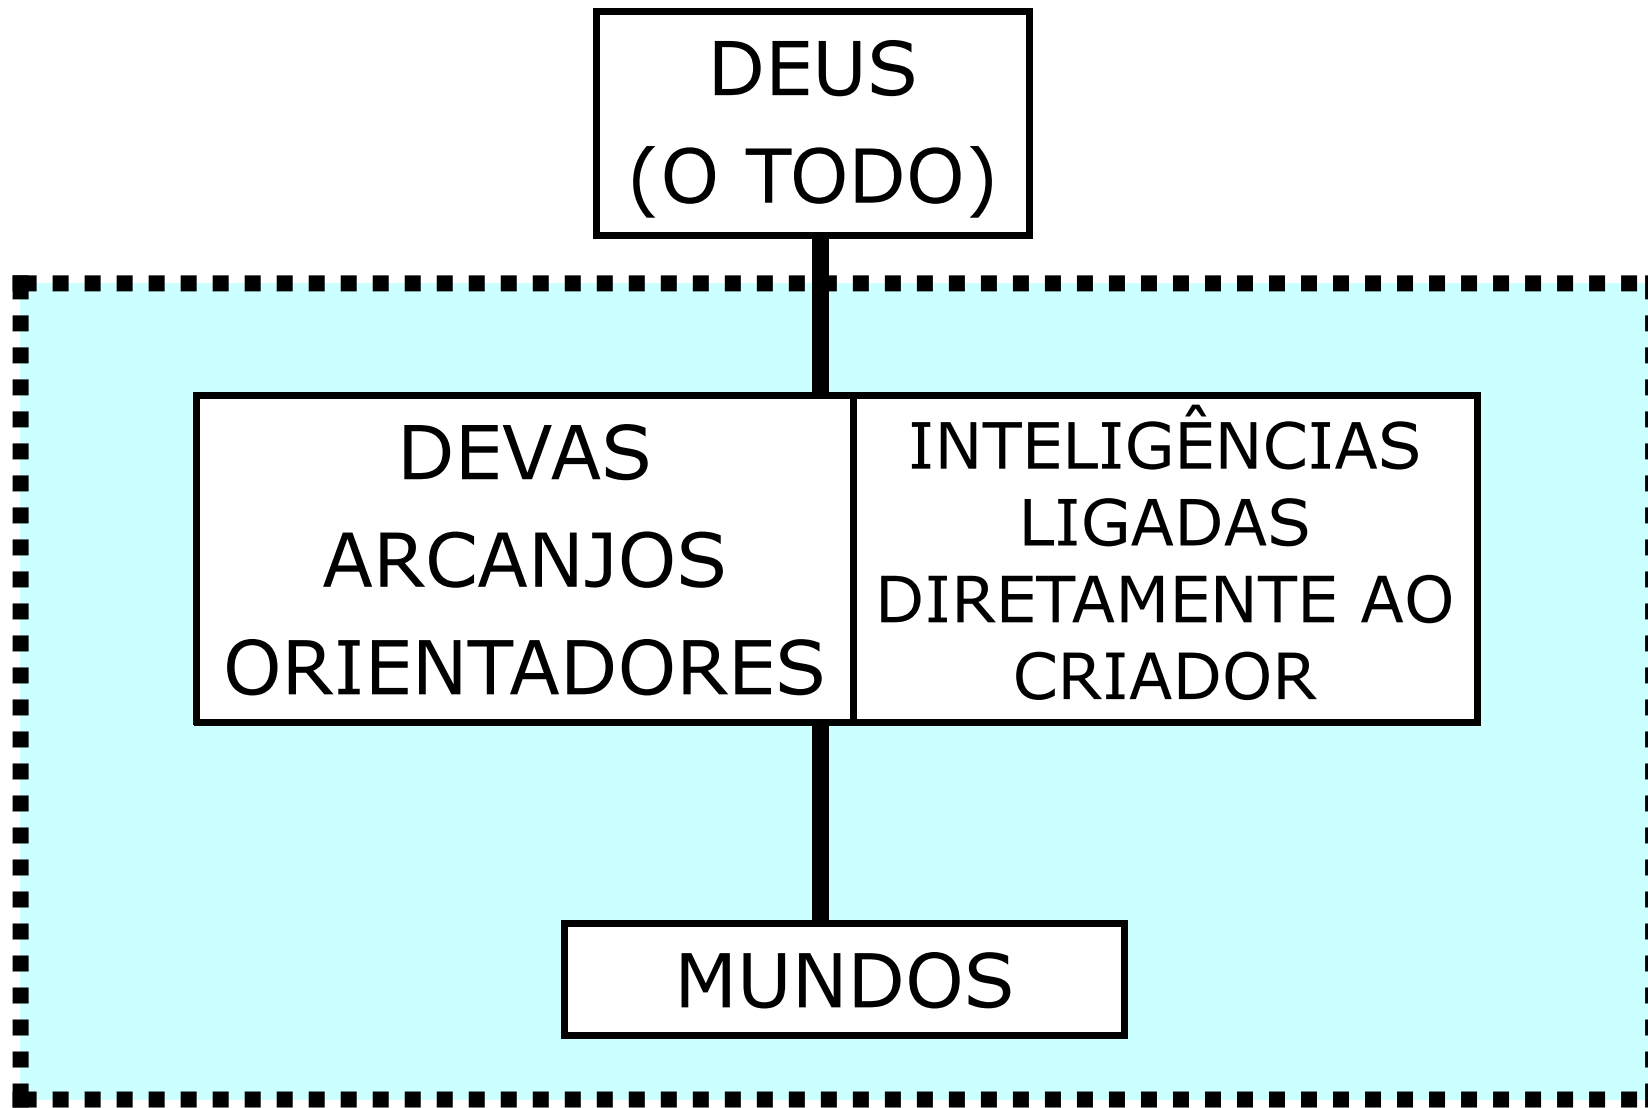 DEUS
(O TODO)
DEVAS
ARCANJOS
ORIENTADORES
INTELIGÊNCIAS
LIGADAS
DIRETAMENTE AO
CRIADOR
MUNDOS